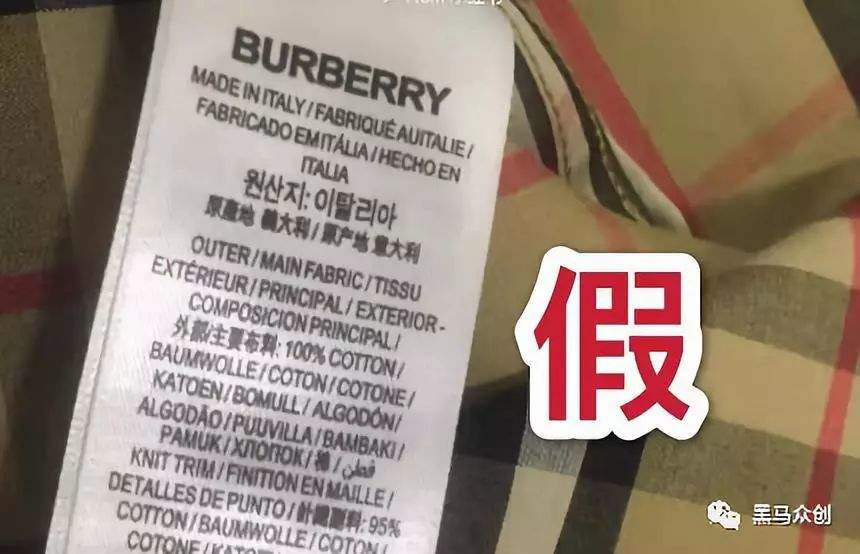 BURBERRY
MADE IN ITALY / FABRIQUÉ AU ITALIE /
FABRICADO EM ITÁLIA / HECHO EN
ITALIA
원산지: 이탈리아
原產地 義大利 / 原产地 意大利
OUTER / MAIN FABRIC / TISSU
EXTÉRIEUR / PRINCIPAL / EXTERIOR-
COMPOSICION PRINCIPAL /
外部/主要布料: 100% COTTON /
BAUMWOLLE / COTON / COTONE /
KATOEN / BOMULL / ALGODÓN /
ALGODÃO / PUUVILLA / BAMBAKI /
PAMUK / ХЛОПОК / 棉 / قطن /
KNIT TRIM / FINITION EN MAILLE /
DETALLES DE PUNTO / 針織副料: 95%
COTTON / BAUMWOLLE / COTON /
COTONE / KATOEN / BOMULL /
假
黑马众创